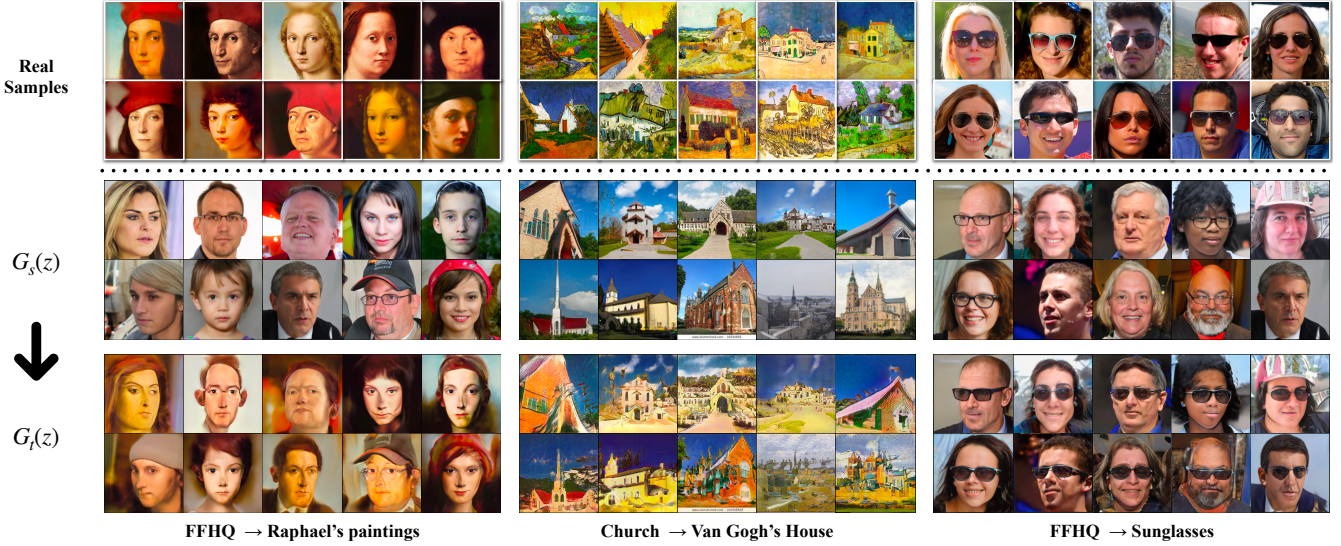 Real
Samples
G_s(z)
G_t(z)
FFHQ → Raphael's paintings
Church → Van Gogh's House
FFHQ → Sunglasses